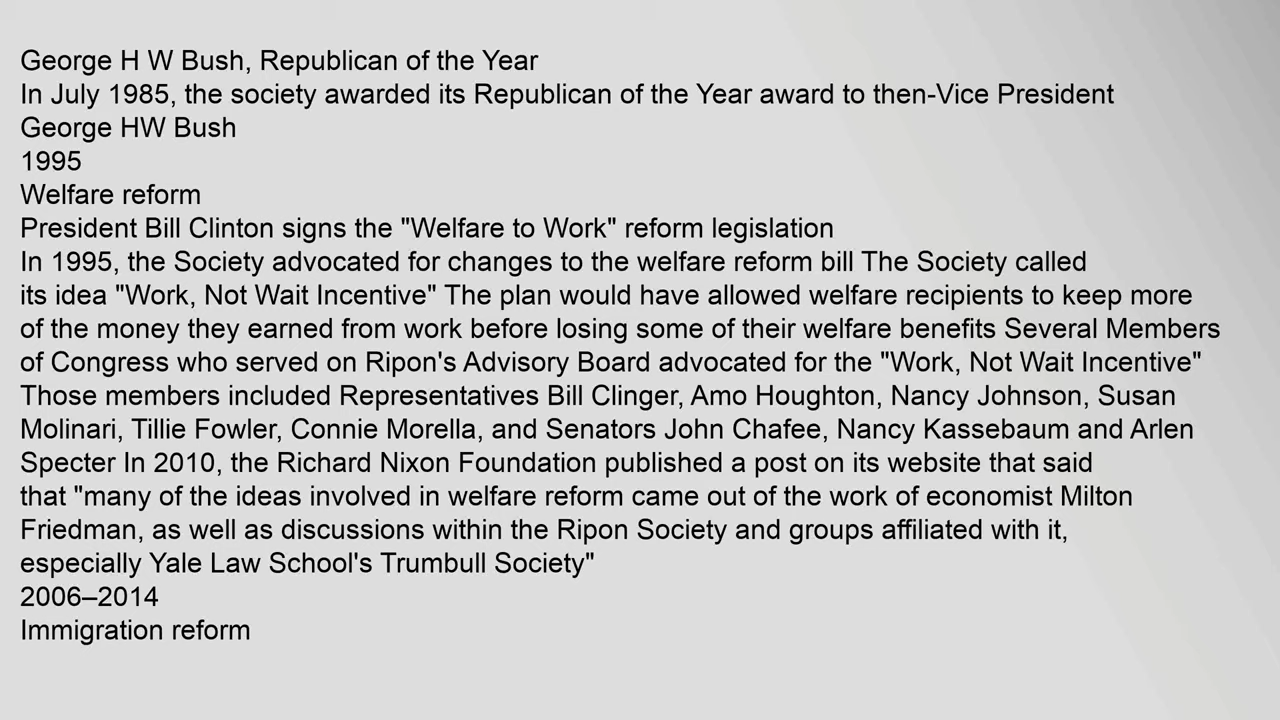 George H W Bush, Republican of the Year
In July 1985, the society awarded its Republican of the Year award to then-Vice President
George HW Bush
1995
Welfare reform
President Bill Clinton signs the "Welfare to Work" reform legislation
In 1995, the Society advocated for changes to the welfare reform bill The Society called
its idea "Work, Not Wait Incentive" The plan would have allowed welfare recipients to keep more
of the money they earned from work before losing some of their welfare benefits Several Members
of Congress who served on Ripon's Advisory Board advocated for the "Work, Not Wait Incentive"
Those members included Representatives Bill Clinger, Amo Houghton, Nancy Johnson, Susan
Molinari, Tillie Fowler, Connie Morella, and Senators John Chafee, Nancy Kassebaum and Arlen
Specter In 2010, the Richard Nixon Foundation published a post on its website that said
that "many of the ideas involved in welfare reform came out of the work of economist Milton
Friedman, as well as discussions within the Ripon Society and groups affiliated with it,
especially Yale Law School's Trumbull Society"
2006–2014
Immigration reform